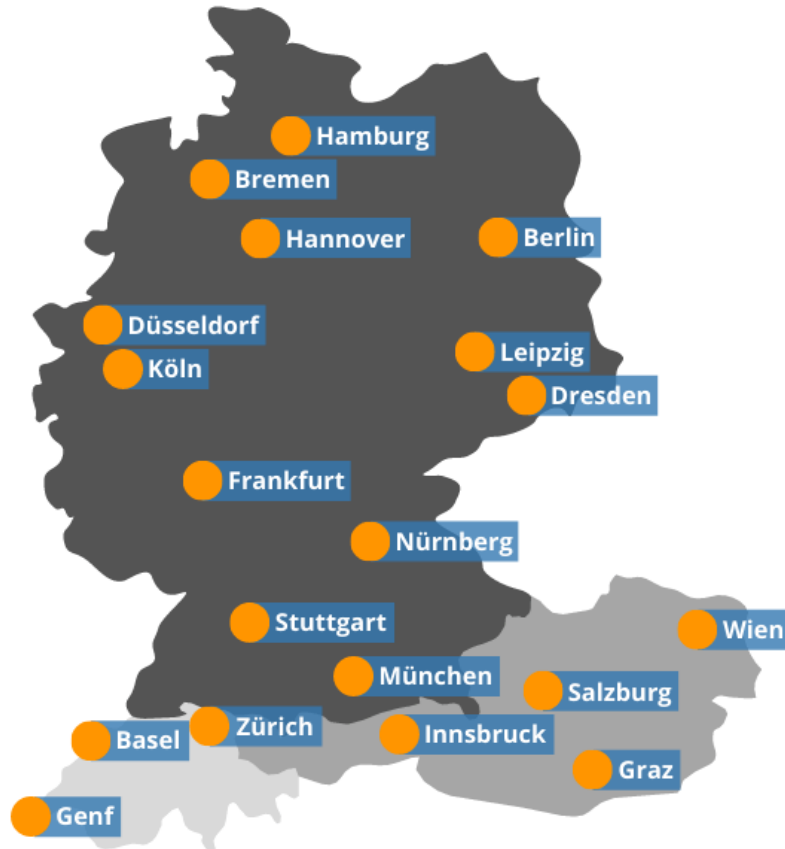 Hamburg
Bremen
Hannover
Berlin
Düsseldorf
Leipzig
Köln
Dresden
Frankfurt
Nürnberg
Stuttgart
Wien
München
Salzburg
Zürich
Innsbruck
Basel
Graz
Genf